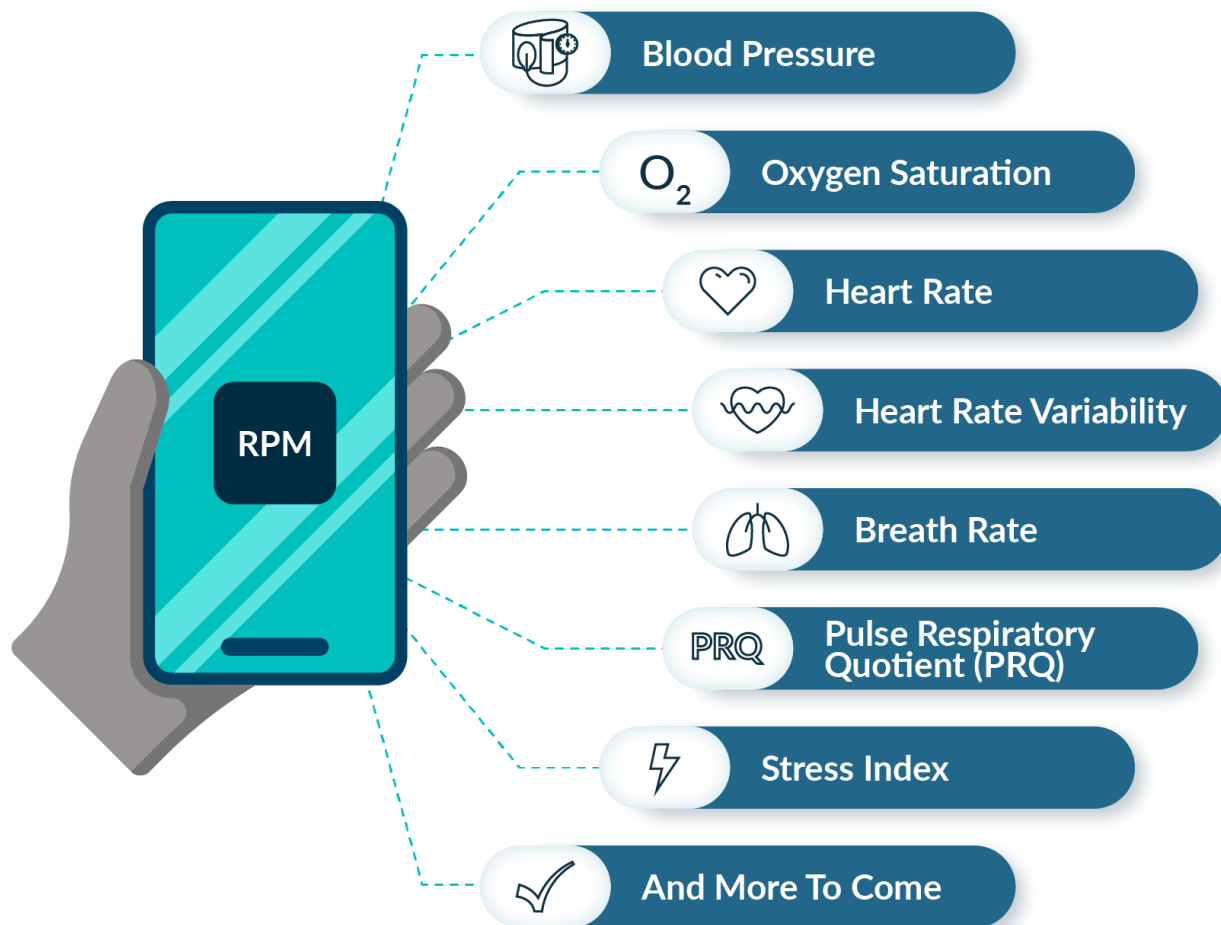 Blood Pressure
O₂
Oxygen Saturation
Heart Rate
RPM
Heart Rate Variability
Breath Rate
PRQ
Pulse Respiratory
Quotient (PRQ)
Stress Index
And More To Come